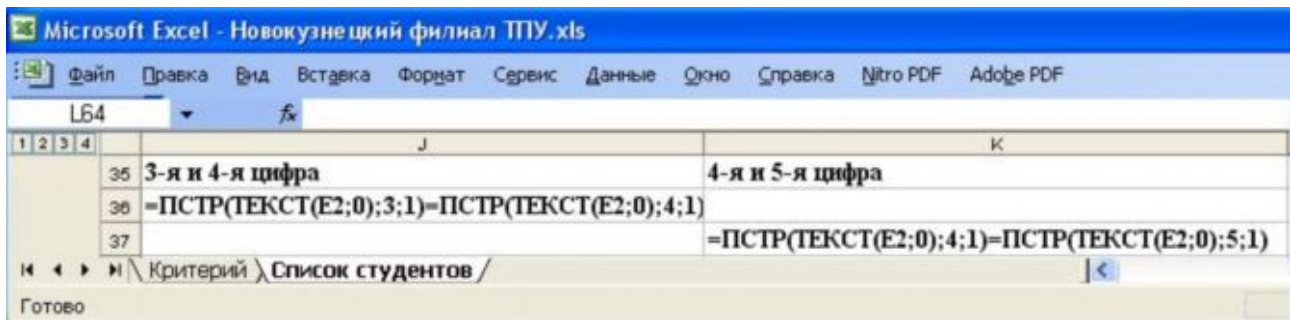 Microsoft Excel - Новокузнецкий филиал ТПУ.xls
Файл Правка Вид Вставка Формат Сервис Данные Окно Справка Nitro PDF Adobe PDF
L64 fx
1 2 3 4 J K
35 3-я и 4-я цифра 4-я и 5-я цифра
36 =ПСТР(ТЕКСТ(E2;0);3;1)=ПСТР(ТЕКСТ(E2;0);4;1)
37 =ПСТР(ТЕКСТ(E2;0);4;1)=ПСТР(ТЕКСТ(E2;0);5;1)
Критерий Список студентов
Готово